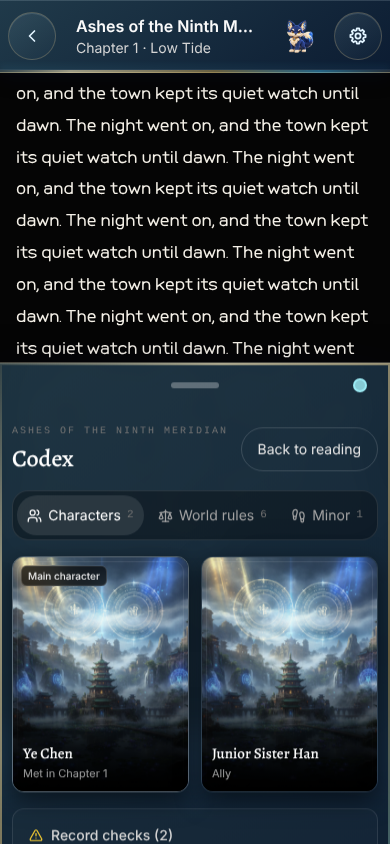 Ashes of the Ninth M...
Chapter 1 · Low Tide
on, and the town kept its quiet watch until
dawn. The night went on, and the town kept
its quiet watch until dawn. The night went
on, and the town kept its quiet watch until
dawn. The night went on, and the town kept
its quiet watch until dawn. The night went
on, and the town kept its quiet watch until
dawn. The night went on, and the town kept
its quiet watch until dawn. The night went
ASHES OF THE NINTH MERIDIAN
Codex
Back to reading
Characters 2
World rules 6
Minor 1
Main character
Ye Chen
Met in Chapter 1
Junior Sister Han
Ally
Record checks (2)